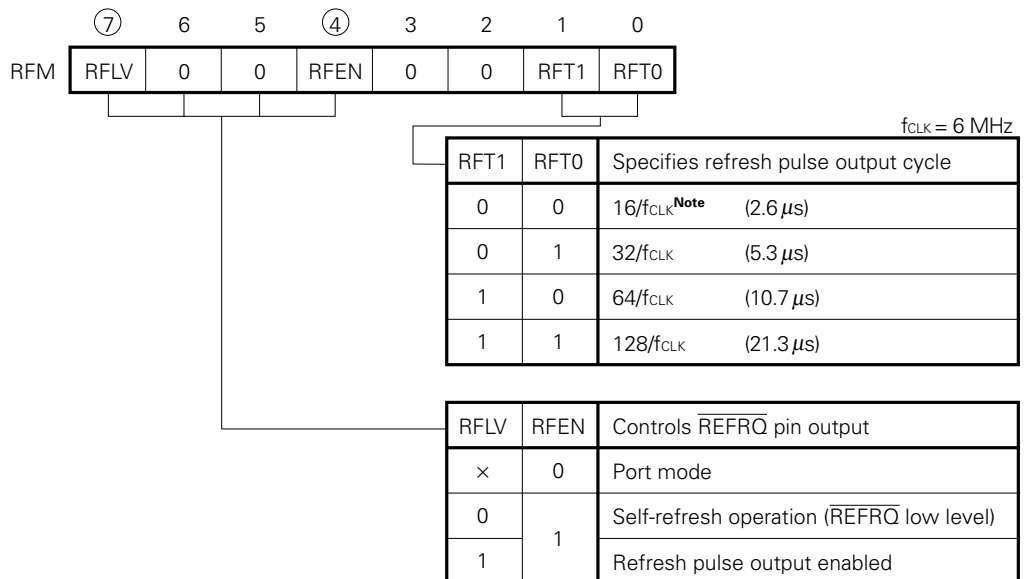 ⑦ 6 5 ④ 3 2 1 0
RFM RFLV 0 0 RFEN 0 0 RFT1 RFT0
fCLK = 6 MHz
RFT1 RFT0 Specifies refresh pulse output cycle
0 0 16/fCLK Note (2.6 μs)
0 1 32/fCLK (5.3 μs)
1 0 64/fCLK (10.7 μs)
1 1 128/fCLK (21.3 μs)
RFLV RFEN Controls REFRQ pin output
× 0 Port mode
0 1 Self-refresh operation (REFRQ low level)
1 Refresh pulse output enabled